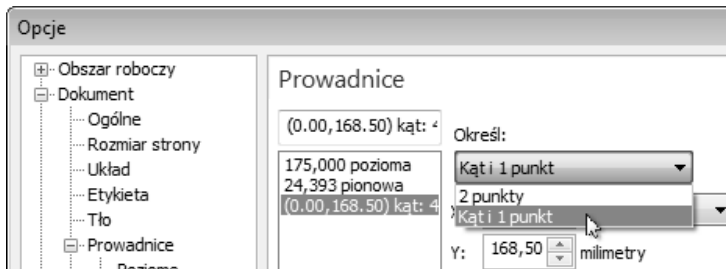 Opcje
Obszar roboczy
Dokument
Ogólne
Rozmiar strony
Układ
Etykieta
Tło
Prowadnice
Poziome
Prowadnice
(0.00,168.50) kąt:
175,000 pozioma
24,393 pionowa
(0.00,168.50) kąt: 4
Określ:
Kąt i 1 punkt
2 punkty
Kąt i 1 punkt
Y: 168,50 milimetry